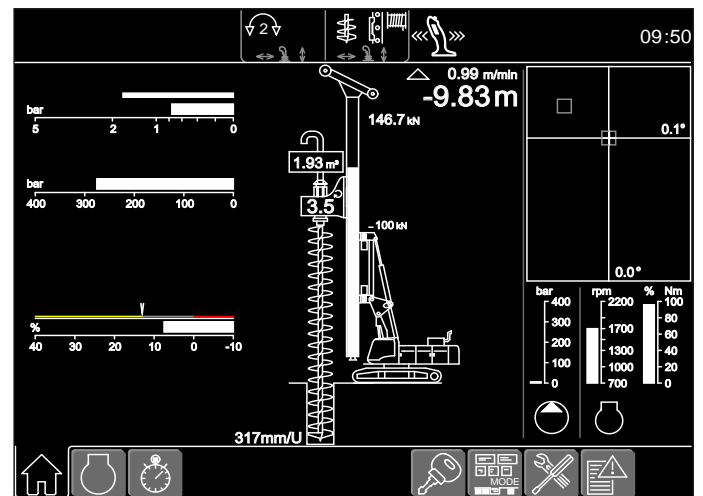 2
09:50
0.99 m/min
-9.83 m
146.7 kN
bar
5 2 1 0
0.1°
1.93 m³
bar
400 300 200 100 0
3.5
- 100 kN
0.0°
bar rpm % Nm
400 2200 100
300 1700 80
200 1300 60
100 1000 40
0 700 20
0
%
40 30 20 10 0 -10
317mm/U
MODE